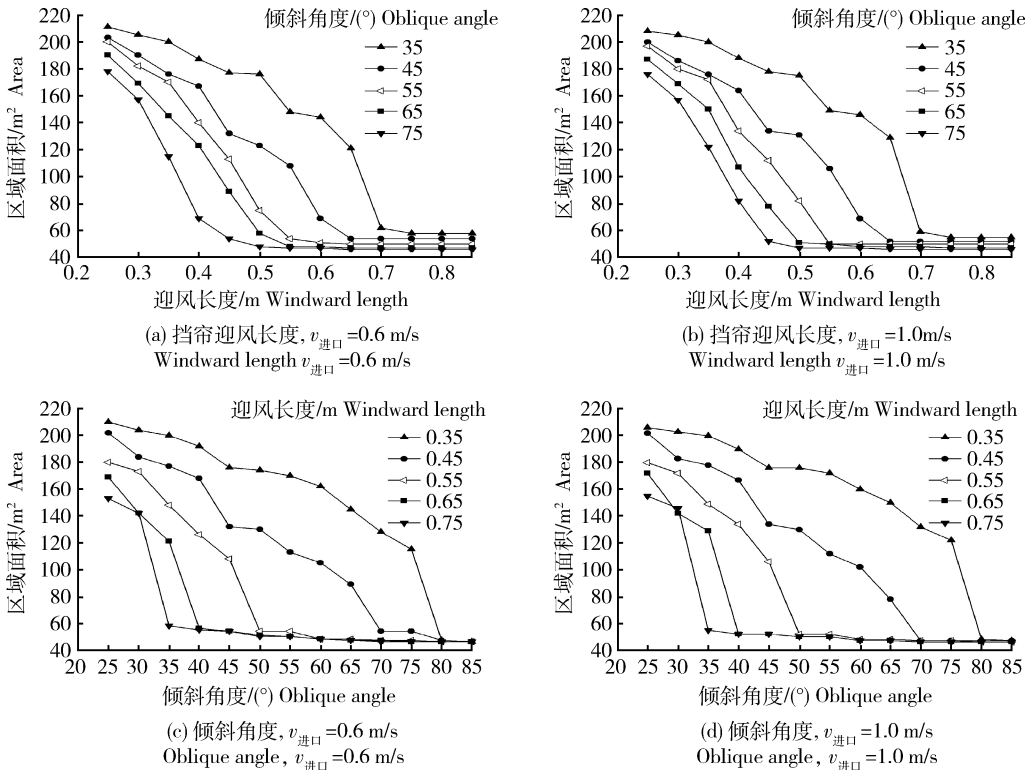 倾斜角度/(°) Oblique angle
35
45
55
65
75
220
200
180
160
140
120
100
80
60
40
区域面积/m² Area
0.2 0.3 0.4 0.5 0.6 0.7 0.8
迎风长度/m Windward length
(a) 挡帘迎风长度, v进口=0.6 m/s
Windward length v进口=0.6 m/s
倾斜角度/(°) Oblique angle
35
45
55
65
75
220
200
180
160
140
120
100
80
60
40
区域面积/m² Area
0.2 0.3 0.4 0.5 0.6 0.7 0.8
迎风长度/m Windward length
(b) 挡帘迎风长度, v进口=1.0m/s
Windward length v进口=1.0 m/s
迎风长度/m Windward length
0.35
0.45
0.55
0.65
0.75
220
200
180
160
140
120
100
80
60
40
区域面积/m² Area
20 25 30 35 40 45 50 55 60 65 70 75 80 85
倾斜角度/(°) Oblique angle
(c) 倾斜角度, v进口=0.6 m/s
Oblique angle, v进口=0.6 m/s
迎风长度/m Windward length
0.35
0.45
0.55
0.65
0.75
220
200
180
160
140
120
100
80
60
40
区域面积/m² Area
20 25 30 35 40 45 50 55 60 65 70 75 80 85
倾斜角度/(°) Oblique angle
(d) 倾斜角度, v进口=1.0 m/s
Oblique angle, v进口=1.0 m/s